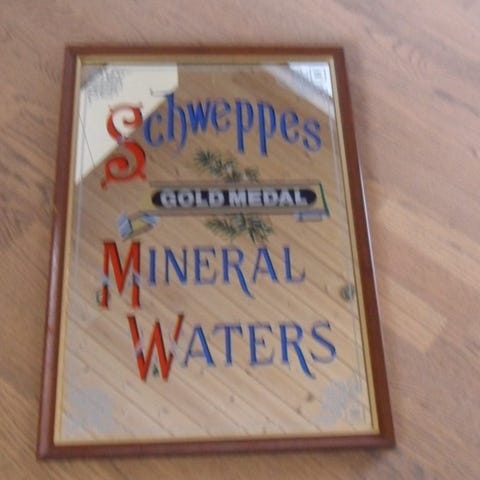 Schweppes
GOLD MEDAL
MINERAL
WATERS